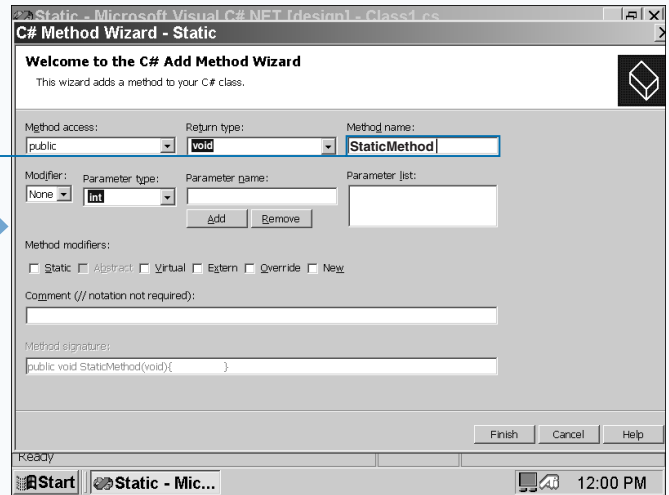 Static - Microsoft Visual C# .NET [design] - Class1.cs
C# Method Wizard - Static
Welcome to the C# Add Method Wizard
This wizard adds a method to your C# class.
Method access: Return type: Method name:
public void StaticMethod
Modifier: Parameter type: Parameter name: Parameter list:
None int
Add Remove
Method modifiers:
Static Abstract Virtual Extern Override New
Comment (// notation not required):
Method signature:
public void StaticMethod(void){ }
Finish Cancel Help
Ready
Start Static - Mic... 12:00 PM